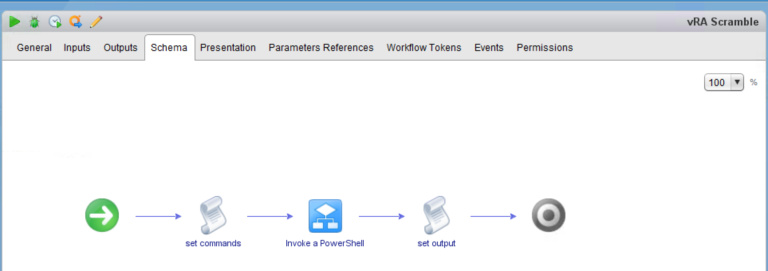 vRA Scramble
General Inputs Outputs Schema Presentation Parameters References Workflow Tokens Events Permissions
100 %
set commands Invoke a PowerShell set output